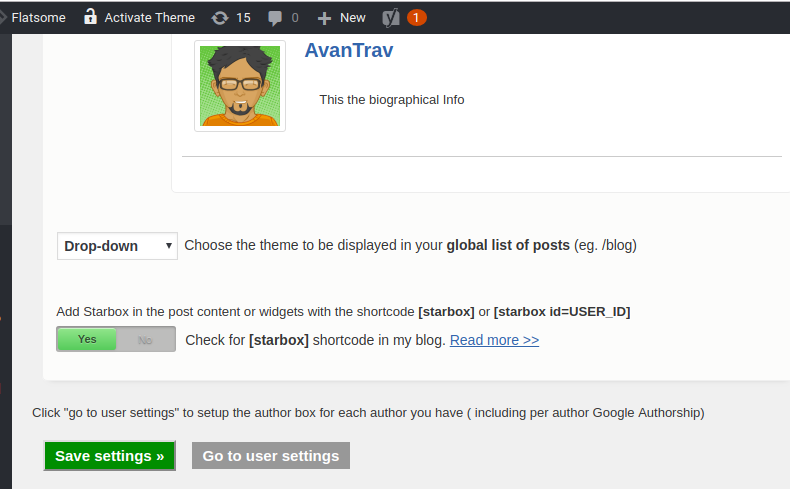 Flatsome Activate Theme 15 0 New 1
AvanTrav
This the biographical Info
Drop-down Choose the theme to be displayed in your global list of posts (eg. /blog)
Add Starbox in the post content or widgets with the shortcode [starbox] or [starbox id=USER_ID]
Yes No Check for [starbox] shortcode in my blog. Read more >>
Click "go to user settings" to setup the author box for each author you have ( including per author Google Authorship)
Save settings » Go to user settings